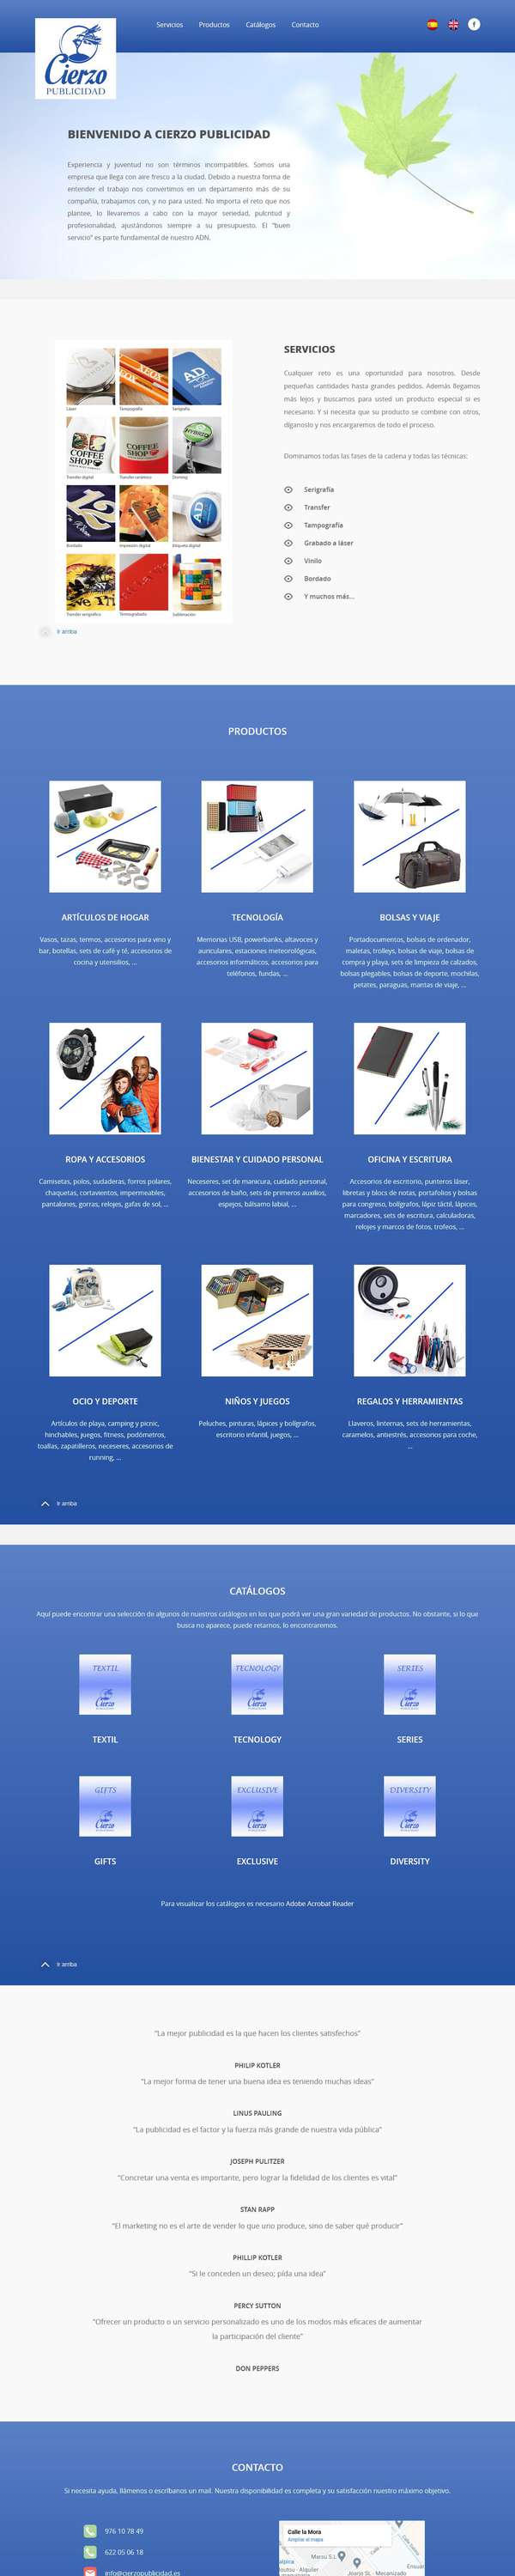 Servicios Productos Catálogos Contacto
Cierzo
PUBLICIDAD
BIENVENIDO A CIERZO PUBLICIDAD
Experiencia y juventud no son términos incompatibles. Somos una
empresa que llega con aire fresco a la ciudad. Debido a nuestra forma de
entender el trabajo nos convertimos en un departamento más de su
compañía, trabajamos con, y no para usted. No importa el reto que nos
plantee, lo llevaremos a cabo con la mayor seriedad, pulcritud y
profesionalidad, ajustándonos siempre a su presupuesto. El "buen
servicio" es parte fundamental de nuestro ADN.
SERVICIOS
Cualquier reto es una oportunidad para nosotros. Desde
pequeñas cantidades hasta grandes pedidos. Además llegamos
más lejos y buscamos para usted un producto especial si es
necesario. Y si necesita que su producto se combine con otros,
díganoslo y nos encargaremos de todo el proceso.
Dominamos todas las fases de la cadena y todas las técnicas:
Serigrafía
Transfer
Tampografía
Grabado a láser
Vinilo
Bordado
Y muchos más...
Láser Tampografía Serigrafía
COFFEE SHOP COFFEE SHOP HYBRID
Transfer digital Transfer cerámico Doming
Bordado Impresión digital Etiqueta digital
Transfer serigráfico Termograbado Sublimación
Ir arriba
PRODUCTOS
ARTÍCULOS DE HOGAR
Vasos, tazas, termos, accesorios para vino y
bar, botellas, sets de café y té, accesorios de
cocina y utensilios, ...
TECNOLOGÍA
Memorias USB, powerbanks, altavoces y
auriculares, estaciones meteorológicas,
accesorios informáticos, accesorios para
teléfonos, fundas, ...
BOLSAS Y VIAJE
Portadocumentos, bolsas de ordenador,
maletas, trolleys, bolsas de viaje, bolsas de
compra y playa, sets de limpieza de calzados,
bolsas plegables, bolsas de deporte, mochilas,
petates, paraguas, mantas de viaje, ...
ROPA Y ACCESORIOS
Camisetas, polos, sudaderas, forros polares,
chaquetas, cortavientos, impermeables,
pantalones, gorras, relojes, gafas de sol, ...
BIENESTAR Y CUIDADO PERSONAL
Neceseres, set de manicura, cuidado personal,
accesorios de baño, sets de primeros auxilios,
espejos, bálsamo labial, ...
OFICINA Y ESCRITURA
Accesorios de escritorio, punteros láser,
libretas y blocs de notas, portafolios y bolsas
para congreso, bolígrafos, lápiz táctil, lápices,
marcadores, sets de escritura, calculadoras,
relojes y marcos de fotos, trofeos, ...
OCIO Y DEPORTE
Artículos de playa, camping y picnic,
hinchables, juegos, fitness, podómetros,
toallas, zapatilleros, neceseres, accesorios de
running, ...
NIÑOS Y JUEGOS
Peluches, pinturas, lápices y bolígrafos,
escritorio infantil, juegos, ...
REGALOS Y HERRAMIENTAS
Llaveros, linternas, sets de herramientas,
caramelos, antiestrés, accesorios para coche,
...
Ir arriba
CATÁLOGOS
Aquí puede encontrar una selección de algunos de nuestros catálogos en los que podrá ver una gran variedad de productos. No obstante, si lo que
busca no aparece, puede retarnos, lo encontraremos.
TEXTIL TECNOLOGY SERIES
Cierzo Cierzo Cierzo
TEXTIL TECNOLOGY SERIES
GIFTS EXCLUSIVE DIVERSITY
Cierzo Cierzo Cierzo
GIFTS EXCLUSIVE DIVERSITY
Para visualizar los catálogos es necesario Adobe Acrobat Reader
Ir arriba
"La mejor publicidad es la que hacen los clientes satisfechos"
PHILIP KOTLER
"La mejor forma de tener una buena idea es teniendo muchas ideas"
LINUS PAULING
"La publicidad es el factor y la fuerza más grande de nuestra vida pública"
JOSEPH PULITZER
"Concretar una venta es importante, pero lograr la fidelidad de los clientes es vital"
STAN RAPP
"El marketing no es el arte de vender lo que uno produce, sino de saber qué producir"
PHILLIP KOTLER
"Si le conceden un deseo; pida una idea"
PERCY SUTTON
"Ofrecer un producto o un servicio personalizado es uno de los modos más eficaces de aumentar
la participación del cliente"
DON PEPPERS
CONTACTO
Si necesita ayuda, llámenos o escríbanos un mail. Nuestra disponibilidad es completa y su satisfacción nuestro máximo objetivo.
976 10 78 49
622 05 06 18
info@cierzopublicidad.es
Calle la Mora
Ampliar el mapa
Marsu S L
Joarjo SL - Mecanizado